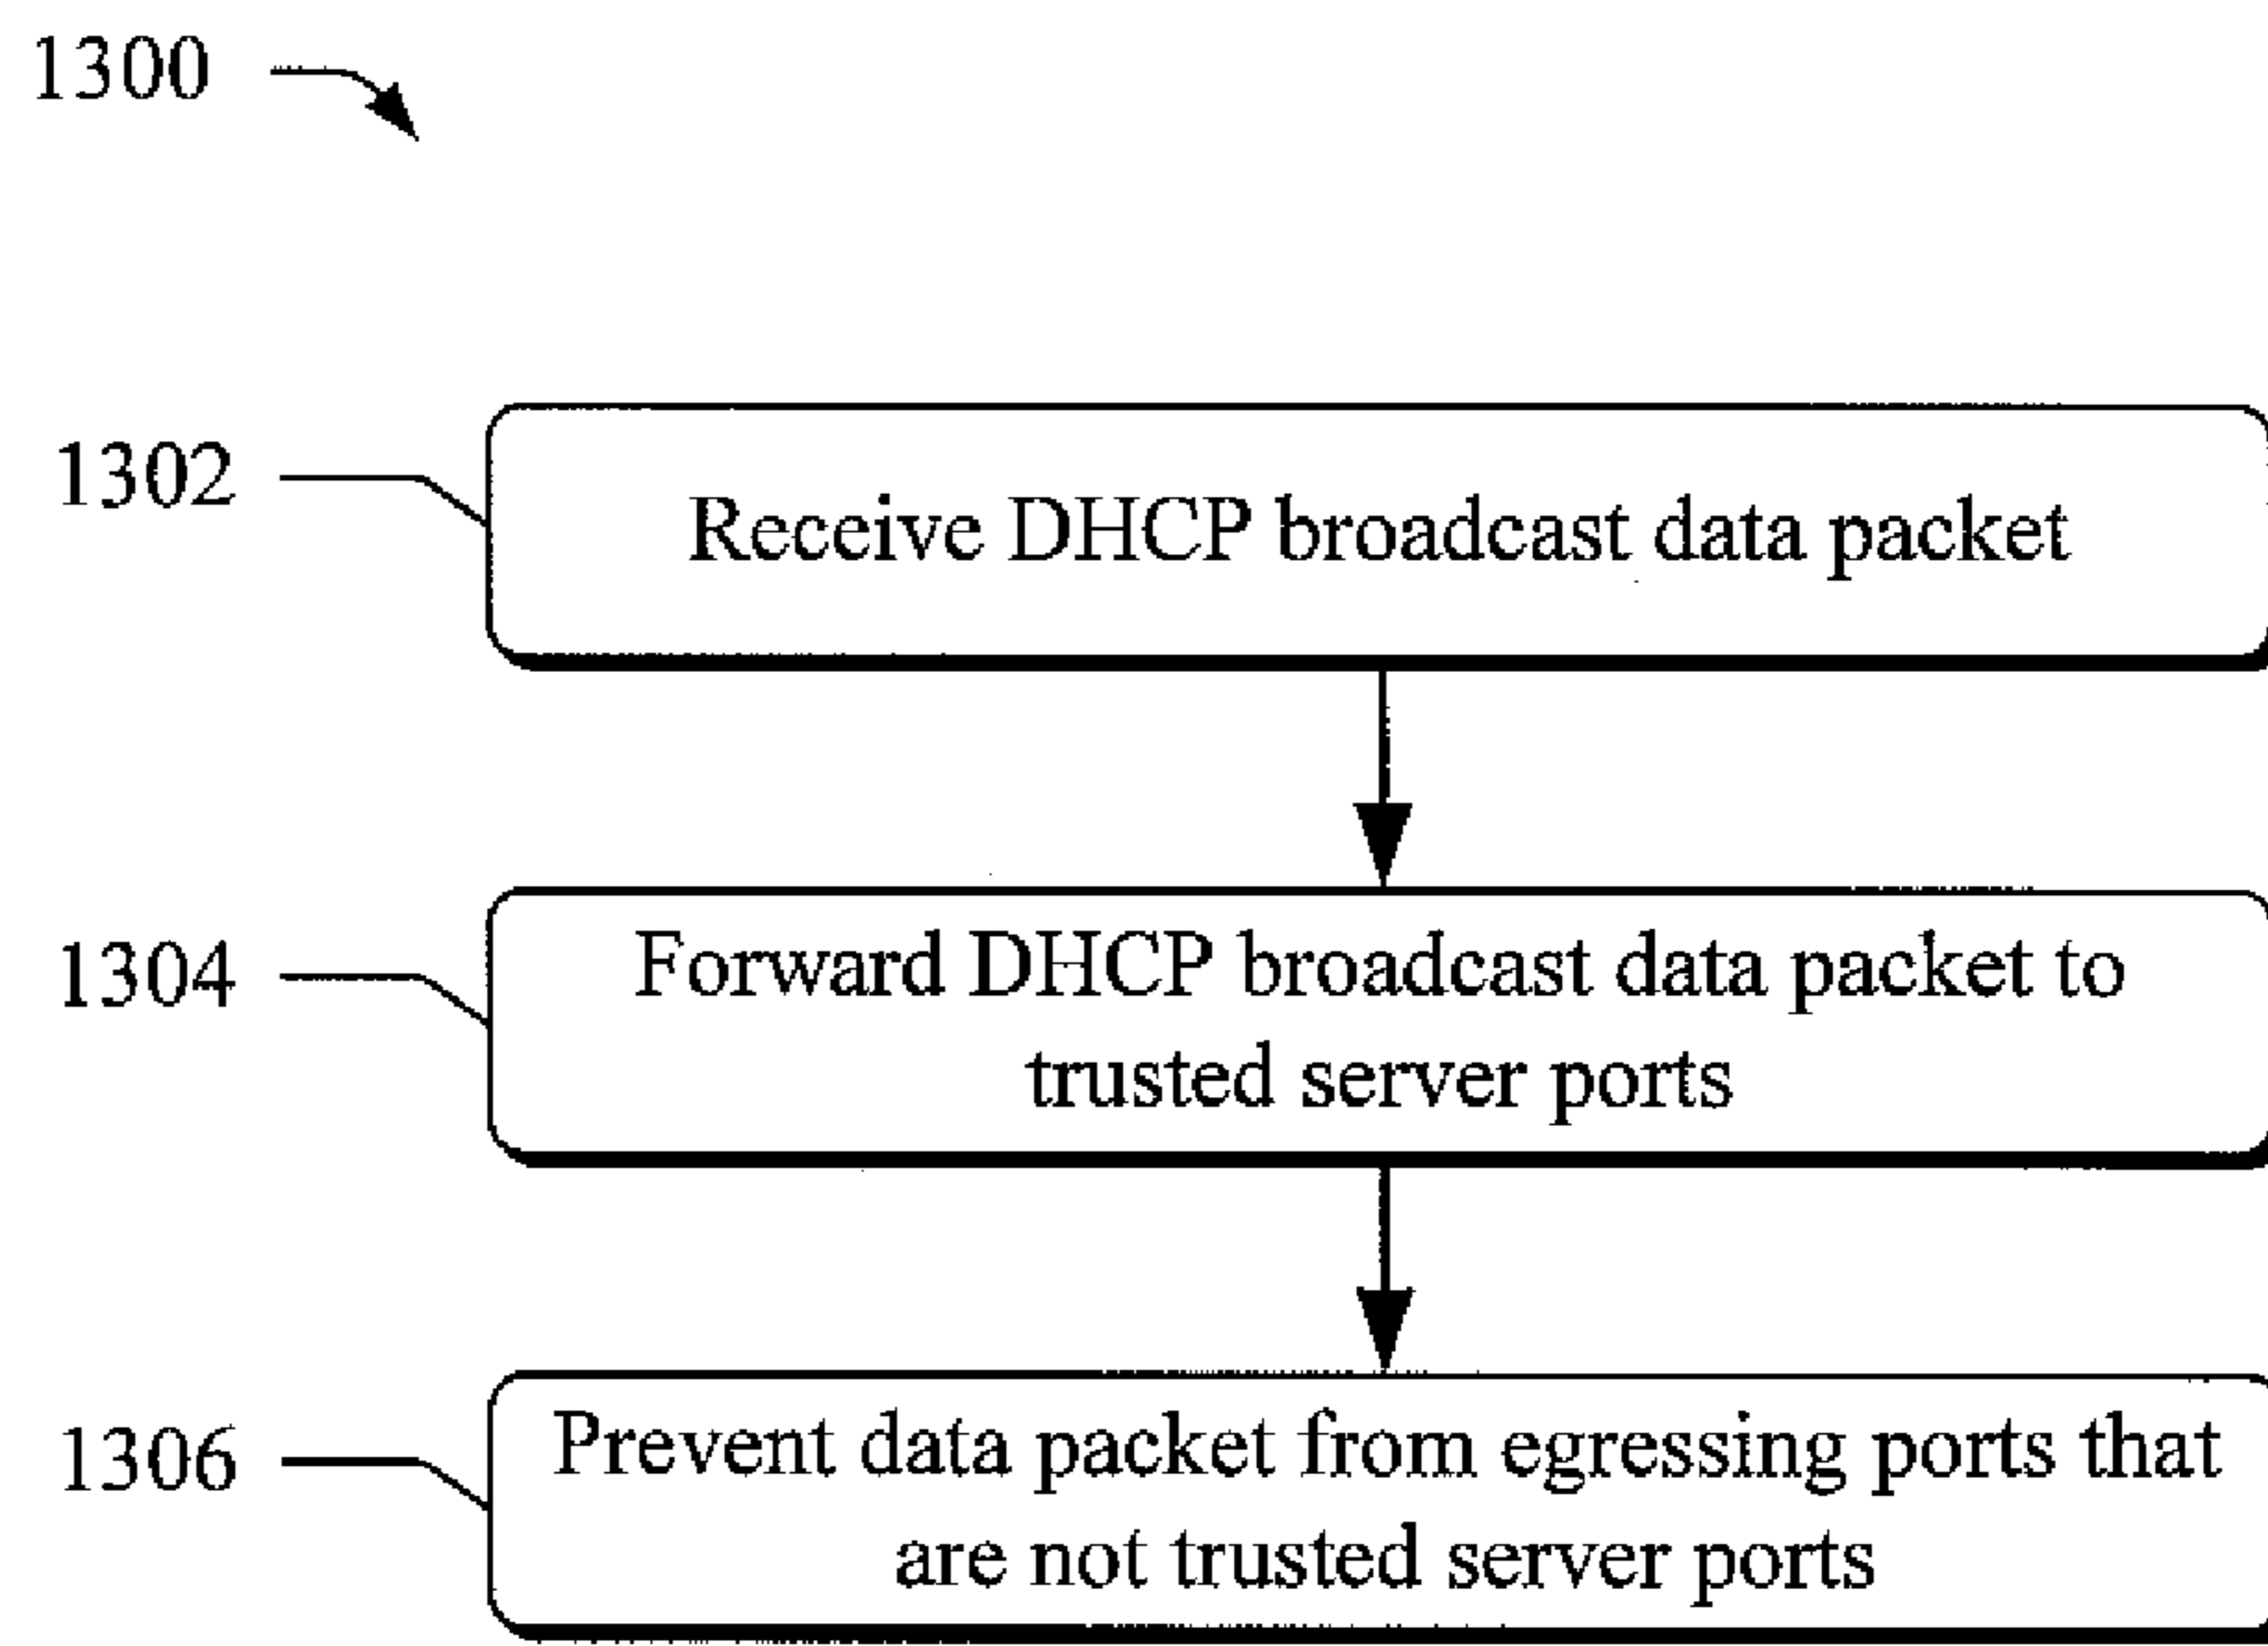 1300
1302
Receive DHCP broadcast data packet
1304
Forward DHCP broadcast data packet to
trusted server ports
1306
Prevent data packet from egressing ports that
are not trusted server ports